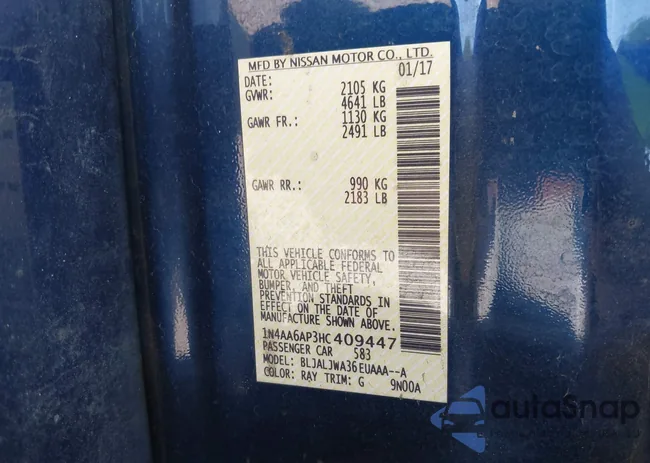 MFD BY NISSAN MOTOR CO., LTD.
DATE: 01/17
GVWR: 2105 KG
4641 LB
GAWR FR.: 1130 KG
2491 LB
GAWR RR.: 990 KG
2183 LB
THIS VEHICLE CONFORMS TO
ALL APPLICABLE FEDERAL
MOTOR VEHICLE SAFETY,
BUMPER, AND THEFT
PREVENTION STANDARDS IN
EFFECT ON THE DATE OF
MANUFACTURE SHOWN ABOVE.
1N4AA6AP3HC409447
PASSENGER CAR 583
MODEL: BLJALJWA36EUAAA--A
COLOR: RAY TRIM: G 9N00A
autoSnap